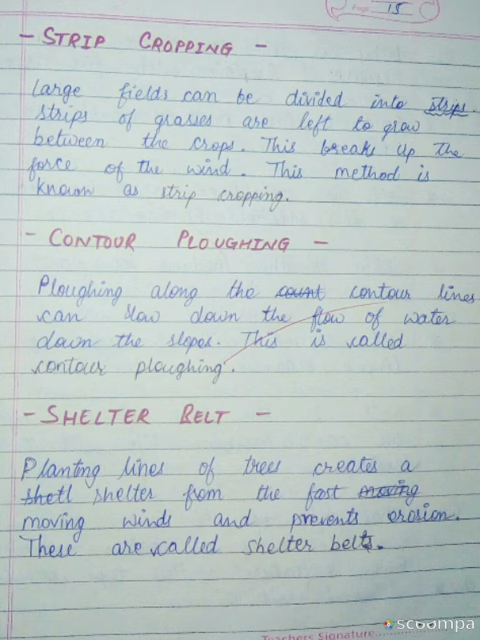 Page 15
- STRIP CROPPING -
Large fields can be divided into strips.
strips of grasses are left to grow
between the crops. This breaks up the
force of the wind. This method is
known as strip cropping.
- CONTOUR PLOUGHING -
Ploughing along the count contour lines
can slow down the flow of water
down the slopes. This is called
contour ploughing.
- SHELTER BELT -
Planting lines of trees creates a
shetl shelter from the fast moving
moving winds and prevents erosion.
These are called shelter belts.
scoompa
Teachers Signature